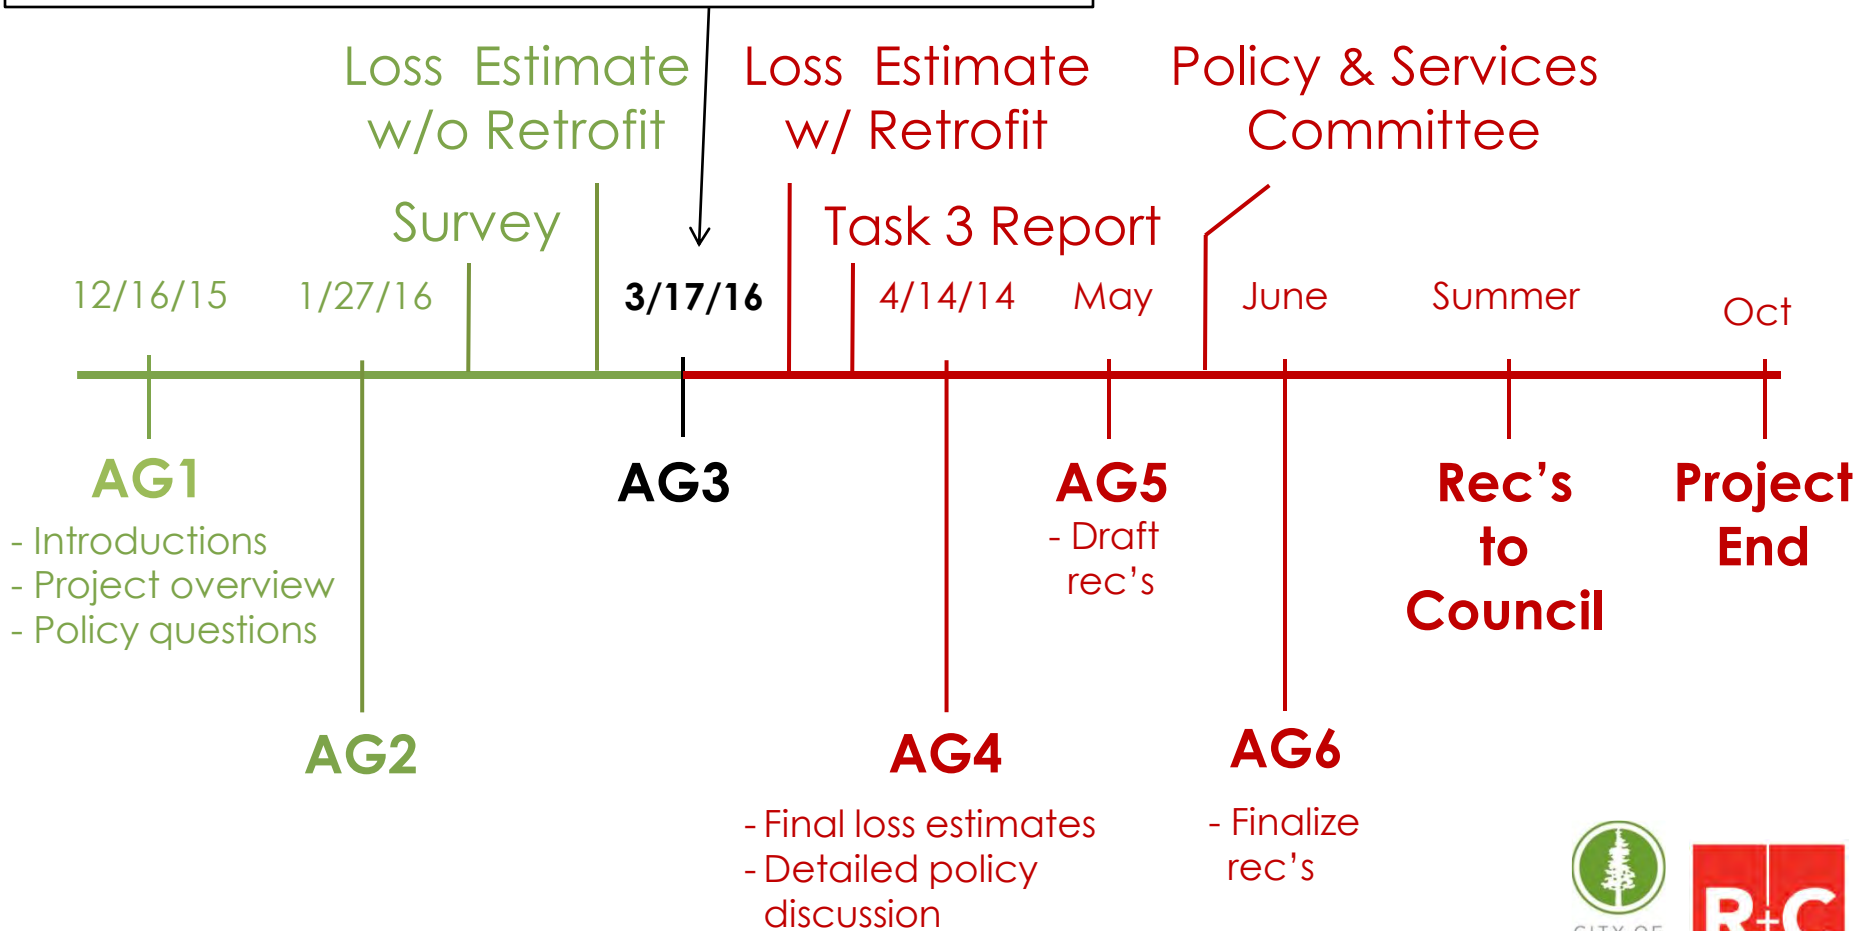 Loss Estimate
w/o Retrofit
Loss Estimate
w/ Retrofit
Policy & Services
Committee
Survey
Task 3 Report
12/16/15
1/27/16
3/17/16
4/14/14
May
June
Summer
Oct
AG1
- Introductions
- Project overview
- Policy questions
AG2
AG3
AG4
- Final loss estimates
- Detailed policy
discussion
AG5
- Draft
rec's
AG6
- Finalize
rec's
Rec's
to
Council
Project
End
CITY OF
R+C